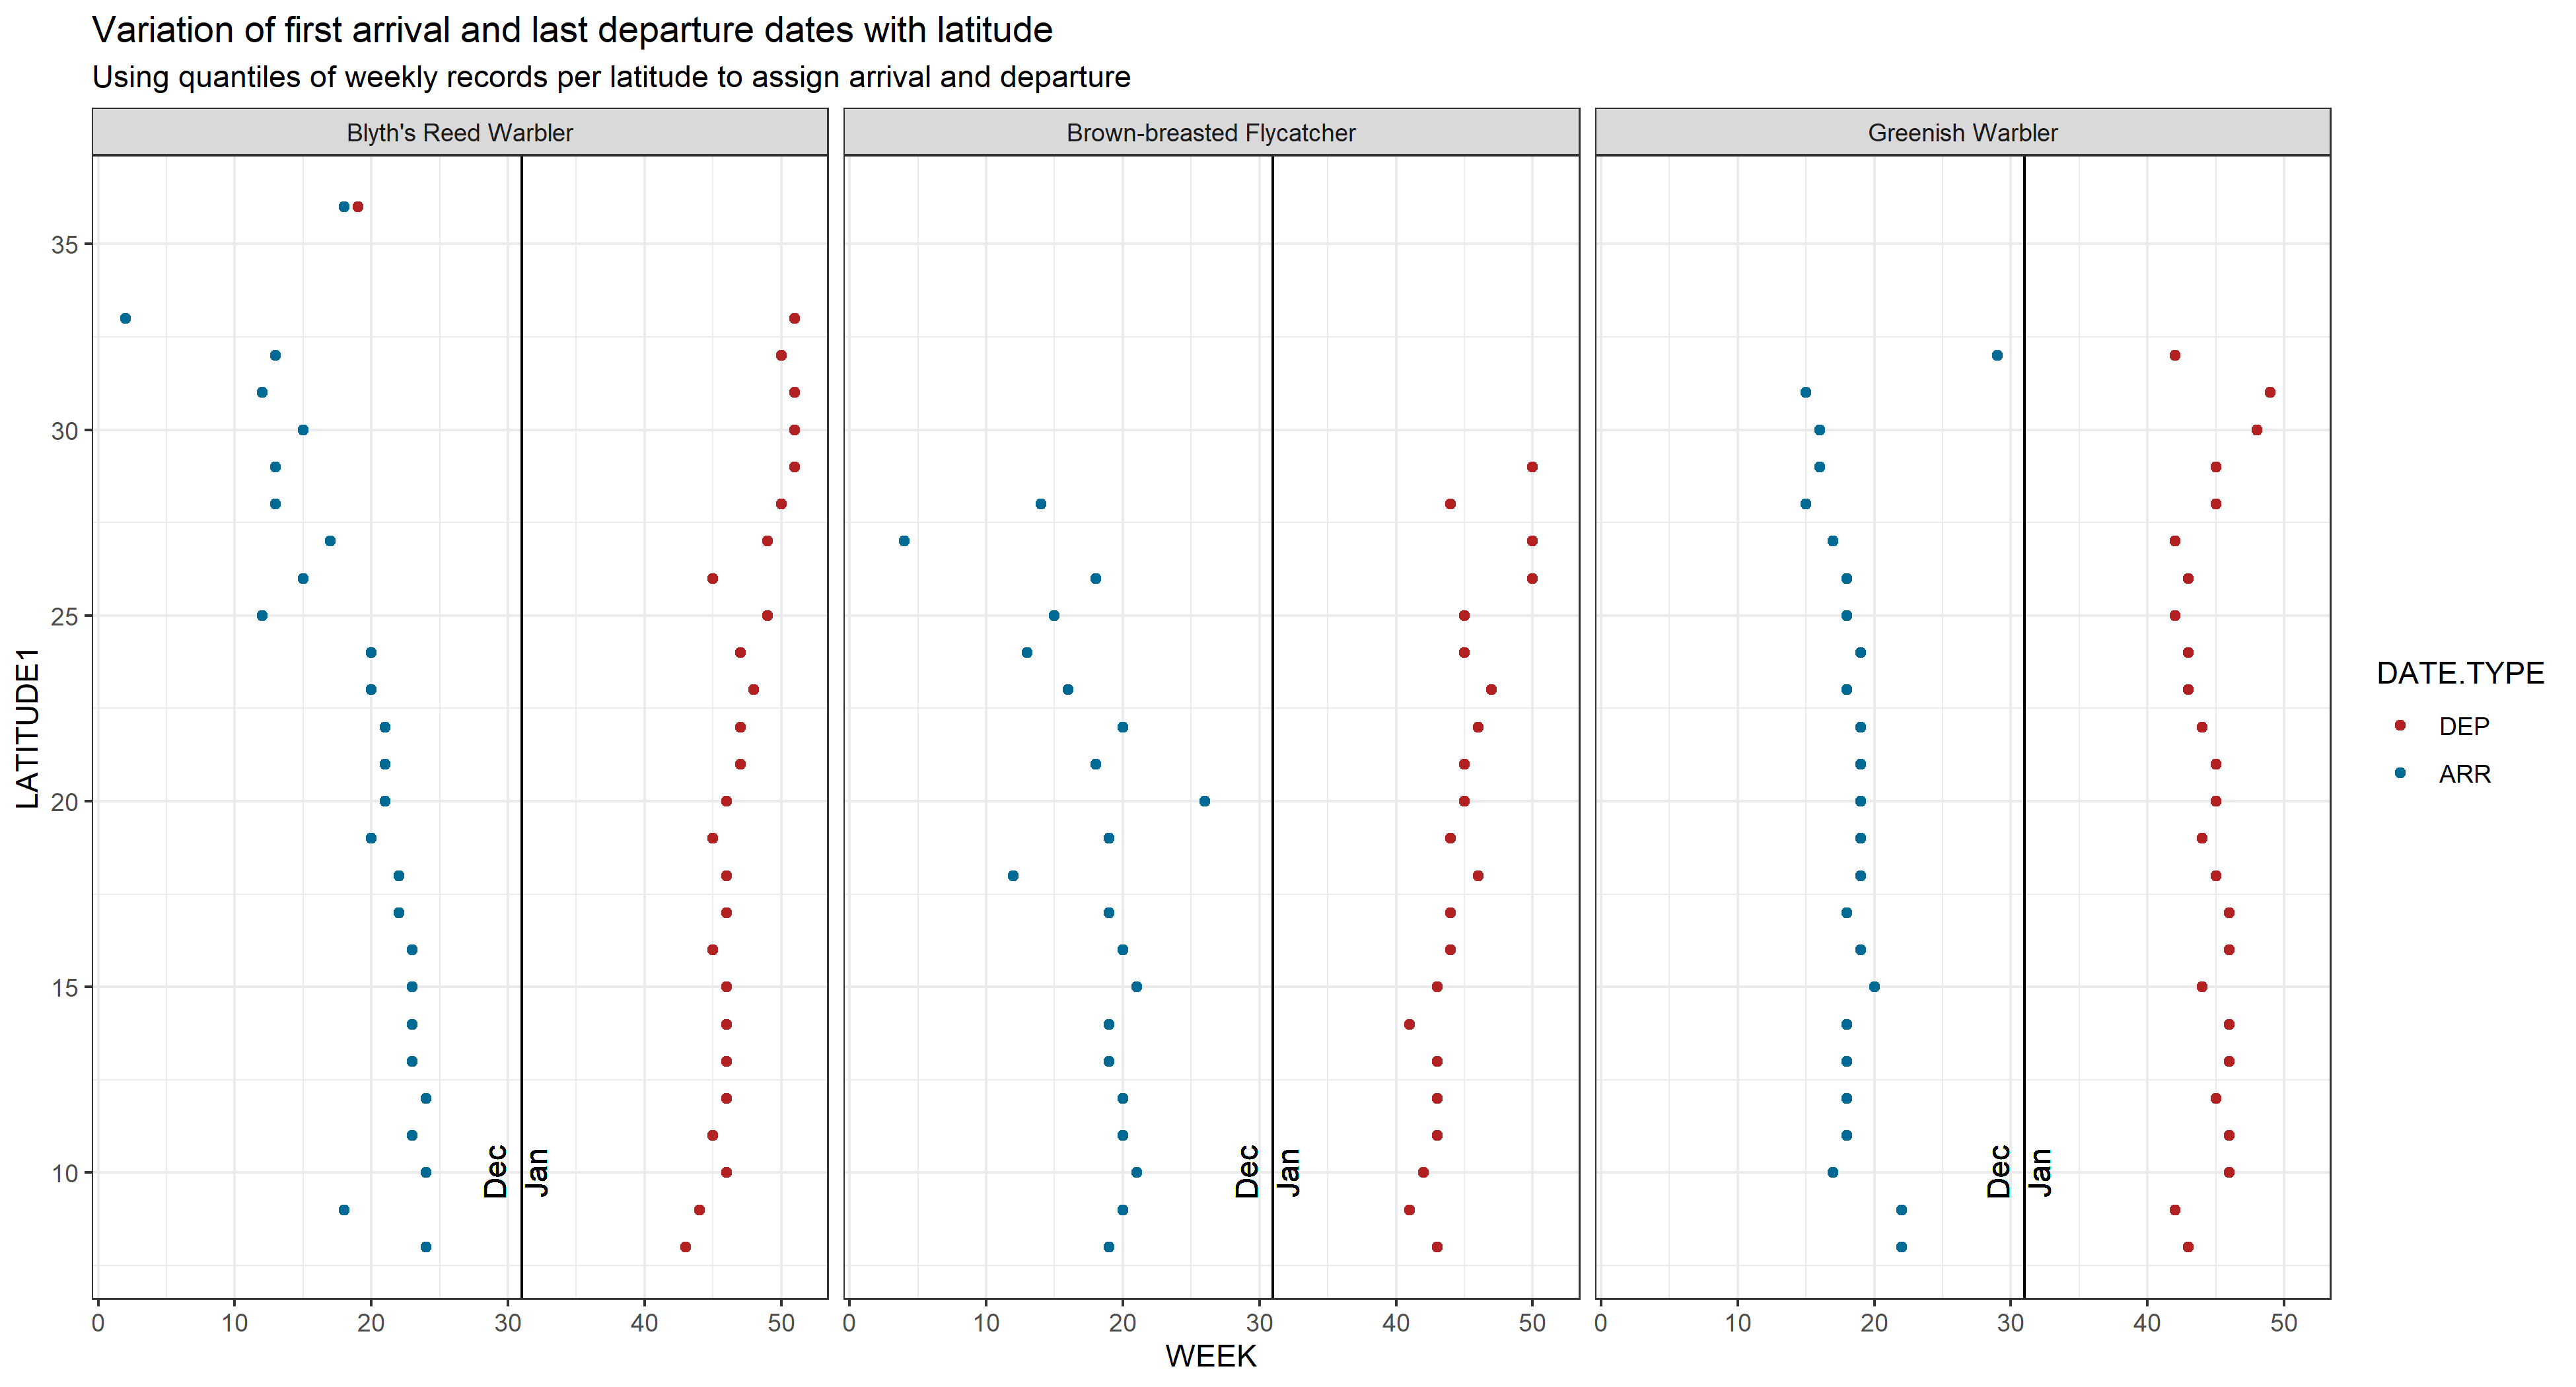 Variation of first arrival and last departure dates with latitude
Using quantiles of weekly records per latitude to assign arrival and departure
Blyth's Reed Warbler
Brown-breasted Flycatcher
Greenish Warbler
35
30
25
20
15
10
LATITUDE1
Dec
Jan
Dec
Jan
Dec
Jan
0 10 20 30 40 50
0 10 20 30 40 50
0 10 20 30 40 50
WEEK
DATE.TYPE
DEP
ARR